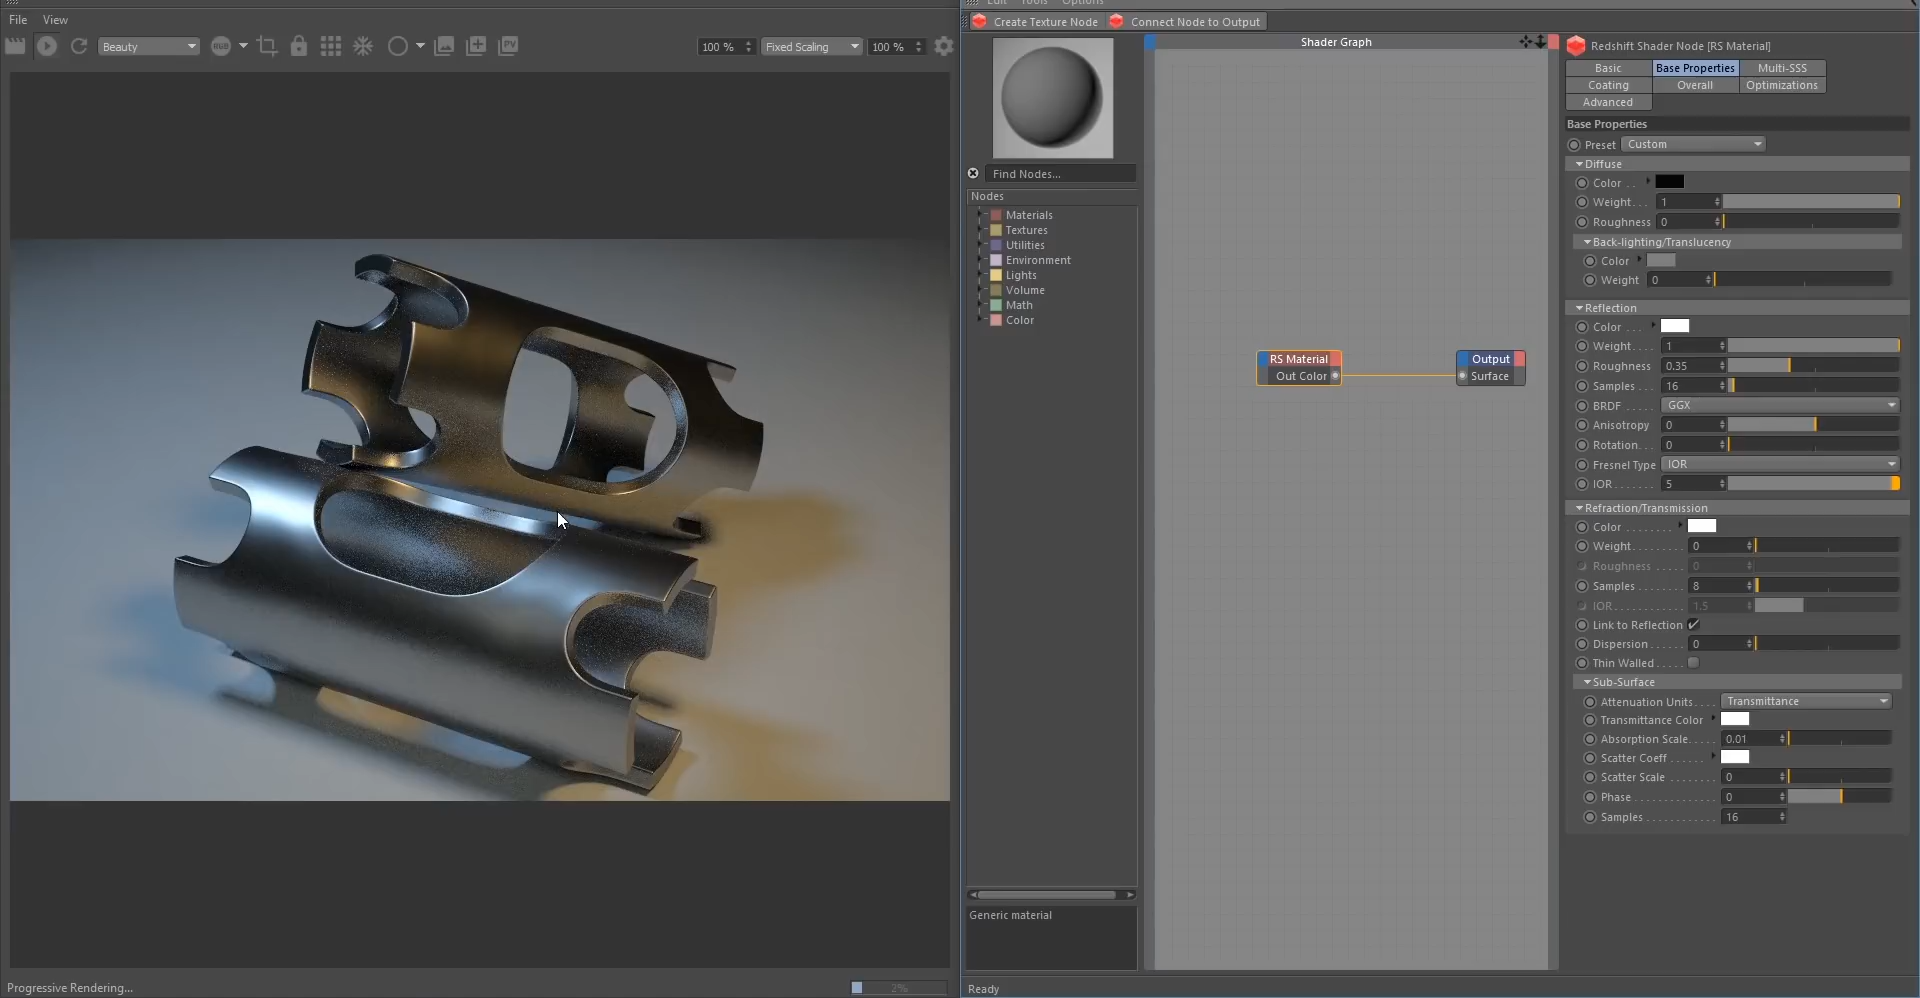 File View
Edit Tools Options
Beauty
RGB
PV
100 % Fixed Scaling 100 %
Create Texture Node Connect Node to Output
Find Nodes...
Nodes
Materials
Textures
Utilities
Environment
Lights
Volume
Math
Color
Generic material
Shader Graph
RS Material
Out Color
Output
Surface
Redshift Shader Node [RS Material]
Basic Base Properties Multi-SSS
Coating Overall Optimizations
Advanced
Base Properties
Preset Custom
Diffuse
Color . .
Weight. . . 1
Roughness 0
Back-lighting/Translucency
Color
Weight 0
Reflection
Color . . .
Weight. . . . 1
Roughness 0.35
Samples. . . 16
BRDF . . . . . GGX
Anisotropy 0
Rotation. . . 0
Fresnel Type IOR
IOR. . . . . . . 5
Refraction/Transmission
Color . . . . . . . .
Weight. . . . . . . . . 0
Roughness . . . . . 0
Samples. . . . . . . . 8
IOR. . . . . . . . . . . . 1.5
Link to Reflection
Dispersion . . . . . . 0
Thin Walled . . . . .
Sub-Surface
Attenuation Units. . . . Transmittance
Transmittance Color
Absorption Scale. . . . . 0.01
Scatter Coeff . . . . . .
Scatter Scale . . . . . . . . 0
Phase . . . . . . . . . . . . . 0
Samples . . . . . . . . . . . . 16
Progressive Rendering... 2%
Ready